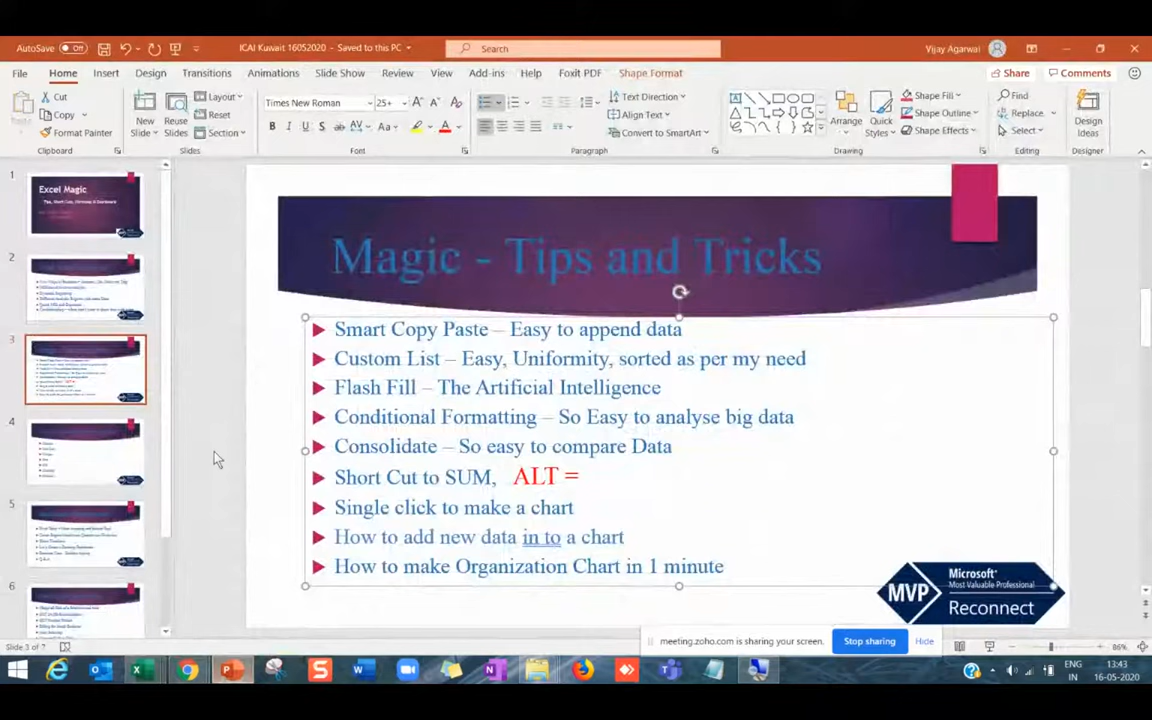 AutoSave Off ICAI Kuwait 16052020 - Saved to this PC Search Vijay Agarwal
File Home Insert Design Transitions Animations Slide Show Review View Add-ins Help Foxit PDF Shape Format Share Comments
Cut
Copy
Format Painter
Clipboard
New Slide
Reuse Slides
Layout
Reset
Section
Slides
Times New Roman 25+
Font
Text Direction
Align Text
Convert to SmartArt
Paragraph
Arrange
Quick Styles
Shape Fill
Shape Outline
Shape Effects
Drawing
Find
Replace
Select
Editing
Design Ideas
Designer
1
Excel Magic
2
3
4
5
6
Magic - Tips and Tricks
Smart Copy Paste – Easy to append data
Custom List – Easy, Uniformity, sorted as per my need
Flash Fill – The Artificial Intelligence
Conditional Formatting – So Easy to analyse big data
Consolidate – So easy to compare Data
Short Cut to SUM, ALT =
Single click to make a chart
How to add new data in to a chart
How to make Organization Chart in 1 minute
MVP Microsoft®
Most Valuable Professional
Reconnect
meeting.zoho.com is sharing your screen. Stop sharing Hide
Slide 3 of 7 86%
ENG 13:43
IN 16-05-2020